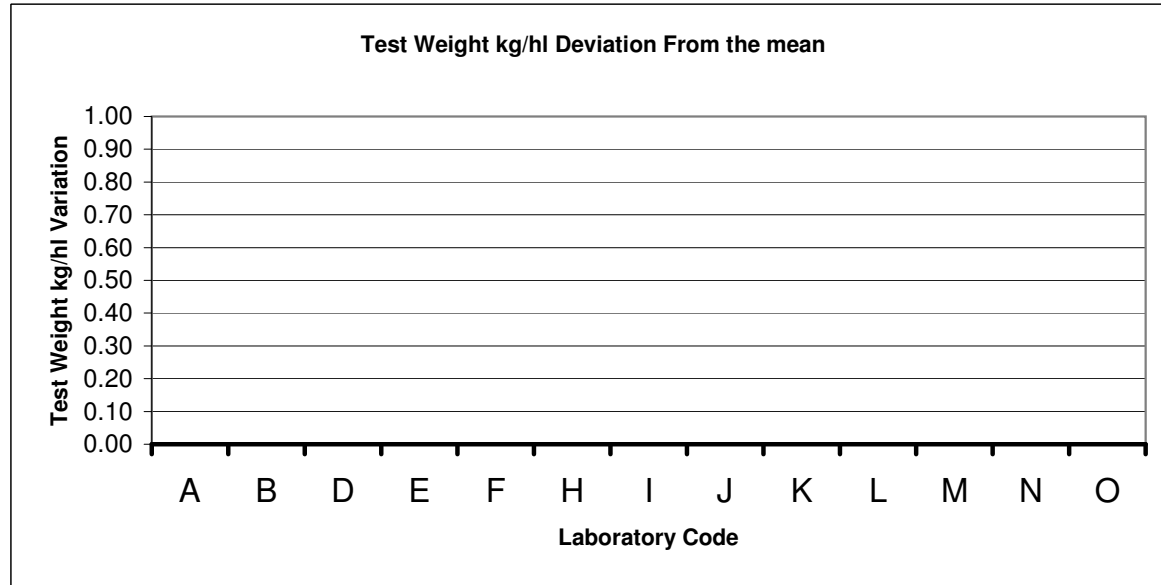 Test Weight kg/hl Deviation From the mean
Test Weight kg/hl Variation
1.00
0.90
0.80
0.70
0.60
0.50
0.40
0.30
0.20
0.10
0.00
A B D E F H I J K L M N O
Laboratory Code